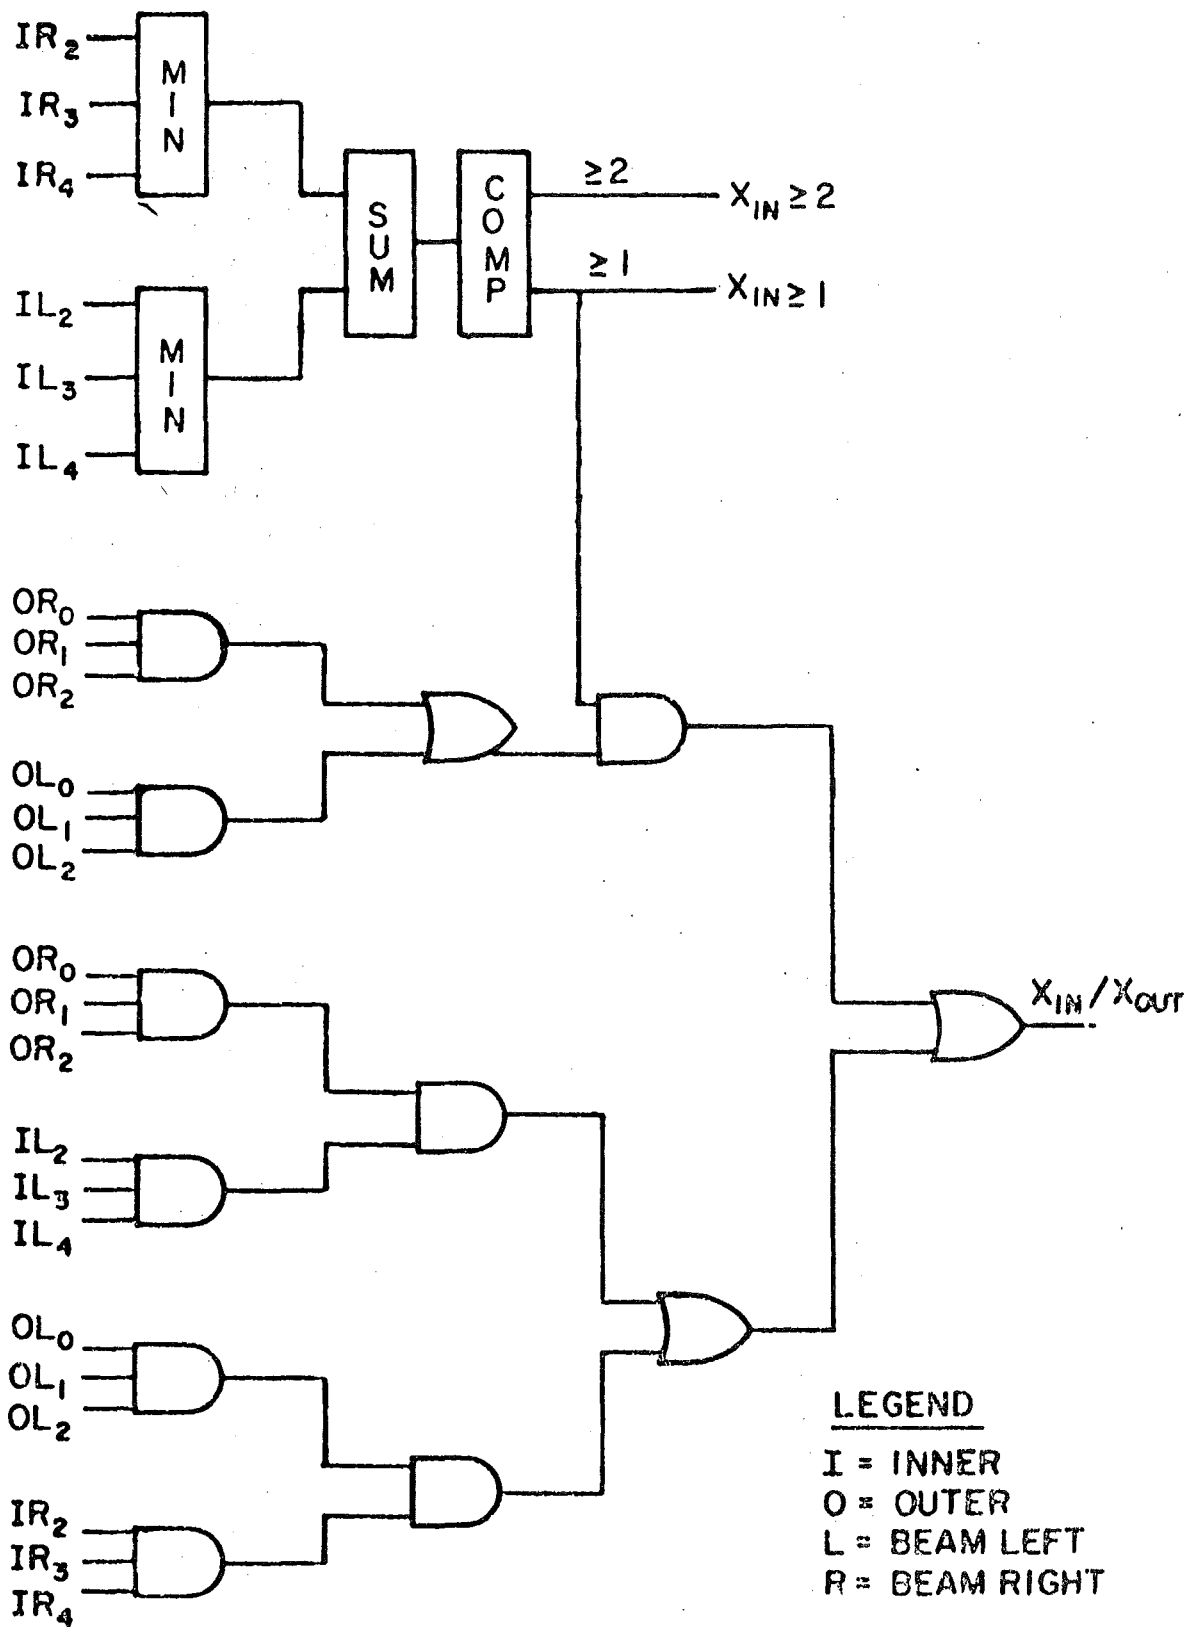 IR2
IR3
IR4
MIN
SUM
COMP
≥2
XIN ≥ 2
≥1
XIN ≥ 1
IL2
IL3
IL4
MIN
OR0
OR1
OR2
OL0
OL1
OL2
OR0
OR1
OR2
XIN / XOUT
IL2
IL3
IL4
OL0
OL1
OL2
IR2
IR3
IR4
LEGEND
I = INNER
O = OUTER
L = BEAM LEFT
R = BEAM RIGHT